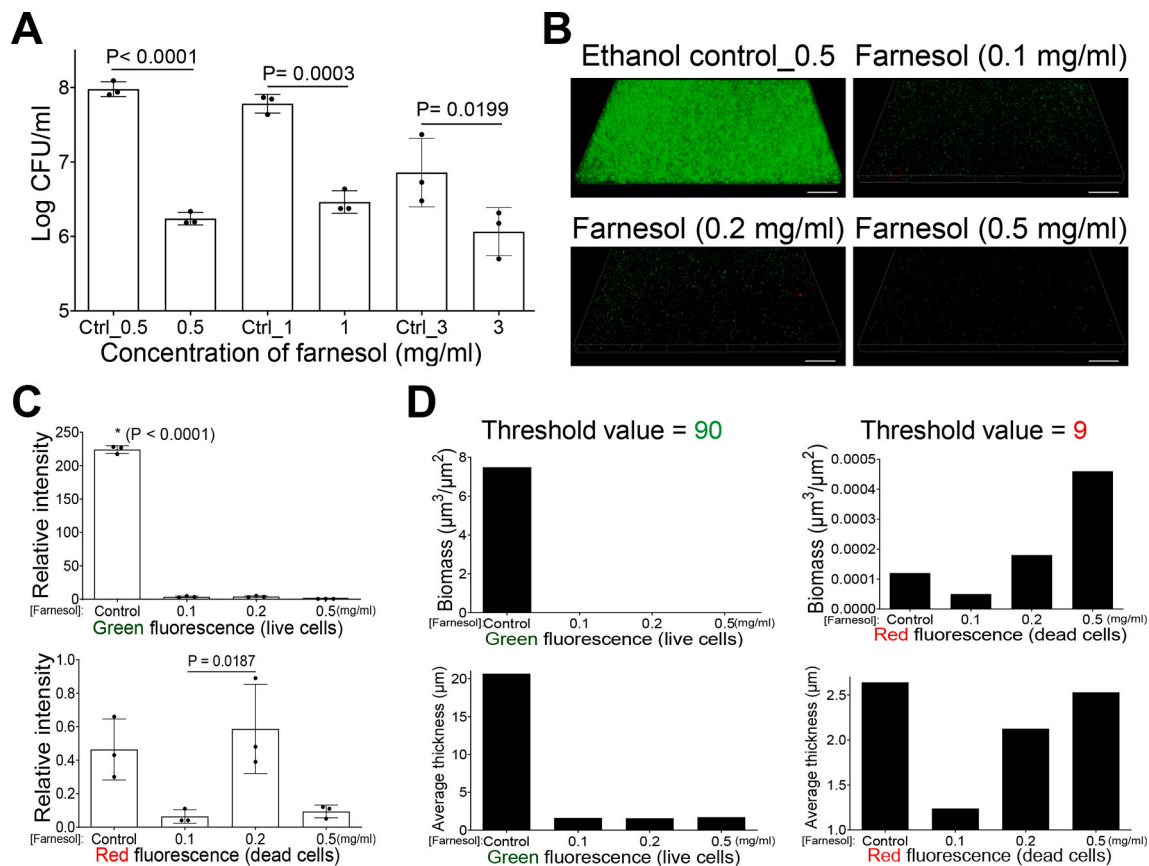 A
P< 0.0001
P= 0.0003
P= 0.0199
Log CFU/ml
8
7
6
5
Ctrl_0.5 0.5 Ctrl_1 1 Ctrl_3 3
Concentration of farnesol (mg/ml)
B
Ethanol control_0.5 Farnesol (0.1 mg/ml)
Farnesol (0.2 mg/ml) Farnesol (0.5 mg/ml)
C
* (P < 0.0001)
Relative intensity
250
200
150
100
50
0
[Farnesol]: Control 0.1 0.2 0.5 (mg/ml)
Green fluorescence (live cells)
P = 0.0187
Relative intensity
1.0
0.8
0.6
0.4
0.2
0.0
[Farnesol]: Control 0.1 0.2 0.5 (mg/ml)
Red fluorescence (dead cells)
D
Threshold value = 90
Biomass (µm³/µm²)
8
6
4
2
0
[Farnesol]: Control 0.1 0.2 0.5 (mg/ml)
Green fluorescence (live cells)
Threshold value = 9
Biomass (µm³/µm²)
0.0005
0.0004
0.0003
0.0002
0.0001
0.0000
[Farnesol]: Control 0.1 0.2 0.5 (mg/ml)
Red fluorescence (dead cells)
Average thickness (µm)
20
15
10
5
0
[Farnesol]: Control 0.1 0.2 0.5 (mg/ml)
Green fluorescence (live cells)
Average thickness (µm)
2.5
2.0
1.5
1.0
[Farnesol]: Control 0.1 0.2 0.5 (mg/ml)
Red fluorescence (dead cells)